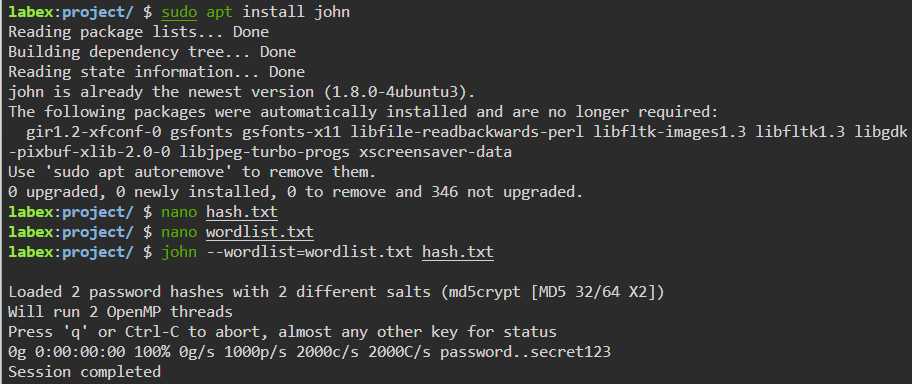 labex:project/ $ sudo apt install john
Reading package lists... Done
Building dependency tree... Done
Reading state information... Done
john is already the newest version (1.8.0-4ubuntu3).
The following packages were automatically installed and are no longer required:
  gir1.2-xfconf-0 gsfonts gsfonts-x11 libfile-readbackwards-perl libfltk-images1.3 libfltk1.3 libgdk
-pixbuf-xlib-2.0-0 libjpeg-turbo-progs xscreensaver-data
Use 'sudo apt autoremove' to remove them.
0 upgraded, 0 newly installed, 0 to remove and 346 not upgraded.
labex:project/ $ nano hash.txt
labex:project/ $ nano wordlist.txt
labex:project/ $ john --wordlist=wordlist.txt hash.txt
Loaded 2 password hashes with 2 different salts (md5crypt [MD5 32/64 X2])
Will run 2 OpenMP threads
Press 'q' or Ctrl-C to abort, almost any other key for status
0g 0:00:00:00 100% 0g/s 1000p/s 2000c/s 2000C/s password..secret123
Session completed